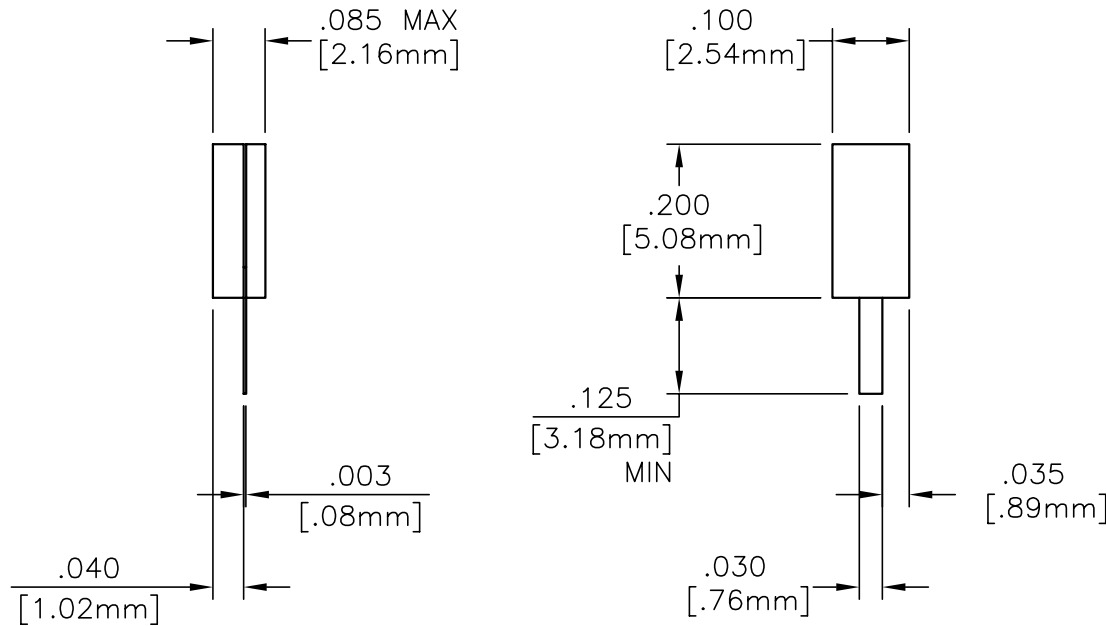 .085 MAX
[2.16mm]
.100
[2.54mm]
.200
[5.08mm]
.125
[3.18mm]
MIN
.003
[.08mm]
.035
[.89mm]
.040
[1.02mm]
.030
[.76mm]